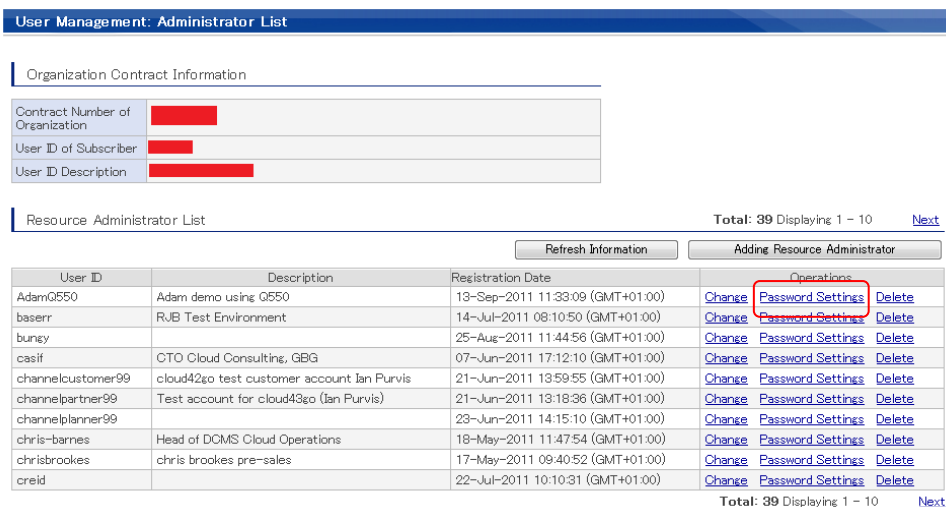 User Management: Administrator List
Organization Contract Information
Contract Number of
Organization
User ID of Subscriber
User ID Description
Resource Administrator List
Total: 39 Displaying 1 - 10 Next
Refresh Information Adding Resource Administrator
User ID Description Registration Date Operations
AdamQ550 Adam demo using Q550 13-Sep-2011 11:33:09 (GMT+01:00) Change Password Settings Delete
baserr RJB Test Environment 14-Jul-2011 08:10:50 (GMT+01:00) Change Password Settings Delete
bungy 25-Aug-2011 11:44:56 (GMT+01:00) Change Password Settings Delete
casif CTO Cloud Consulting, GBG 07-Jun-2011 17:12:10 (GMT+01:00) Change Password Settings Delete
channelcustomer99 cloud42go test customer account Ian Purvis 21-Jun-2011 13:59:55 (GMT+01:00) Change Password Settings Delete
channelpartner99 Test account for cloud43go (Ian Purvis) 21-Jun-2011 13:18:36 (GMT+01:00) Change Password Settings Delete
channelplanner99 23-Jun-2011 14:15:10 (GMT+01:00) Change Password Settings Delete
chris-barnes Head of DCMS Cloud Operations 18-May-2011 11:47:54 (GMT+01:00) Change Password Settings Delete
chrisbrookes chris brookes pre-sales 17-May-2011 09:40:52 (GMT+01:00) Change Password Settings Delete
creid 22-Jul-2011 10:10:31 (GMT+01:00) Change Password Settings Delete
Total: 39 Displaying 1 - 10 Next